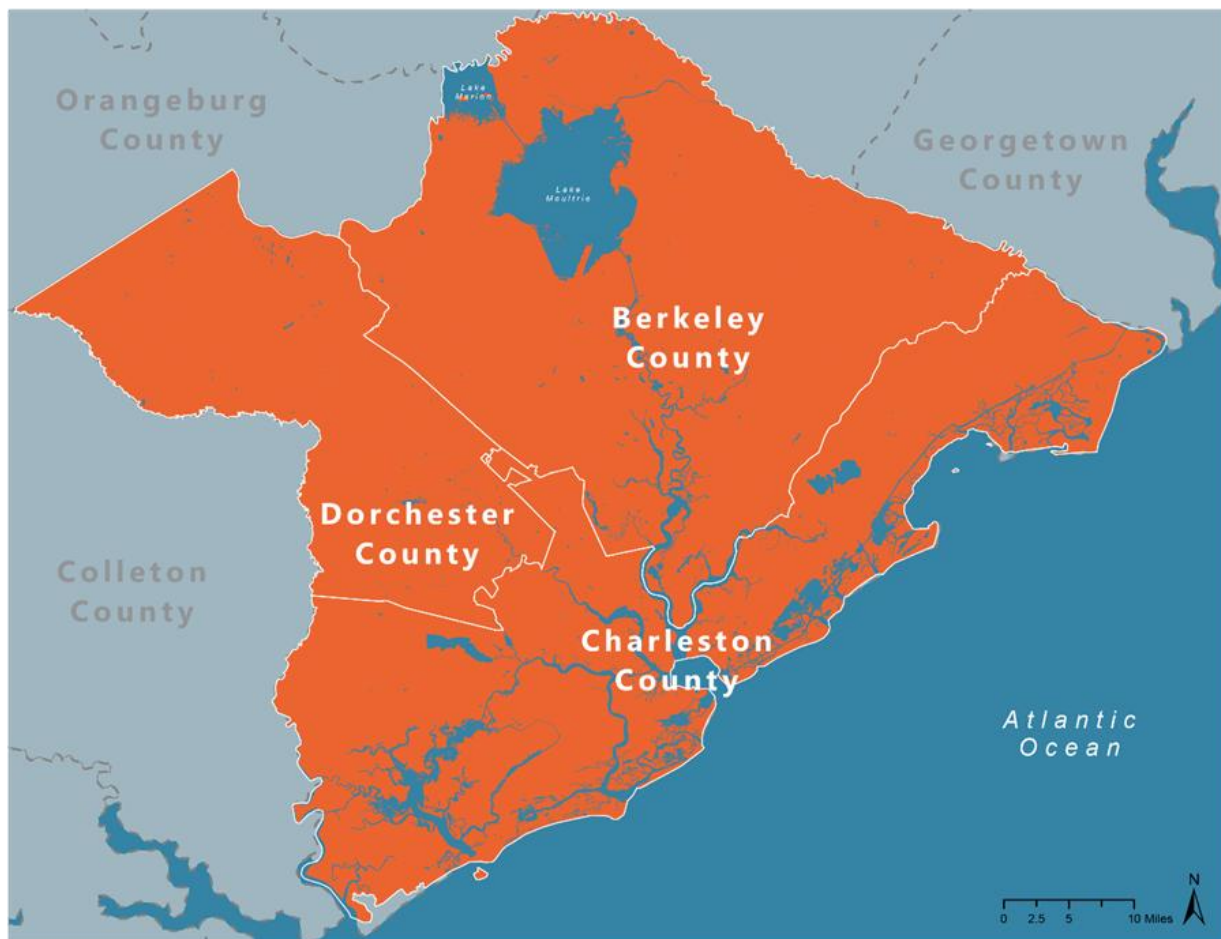 Orangeburg
County
Lake
Marion
Georgetown
County
Lake
Moultrie
Berkeley
County
Dorchester
County
Colleton
County
Charleston
County
Atlantic
Ocean
N
0 2.5 5 10 Miles